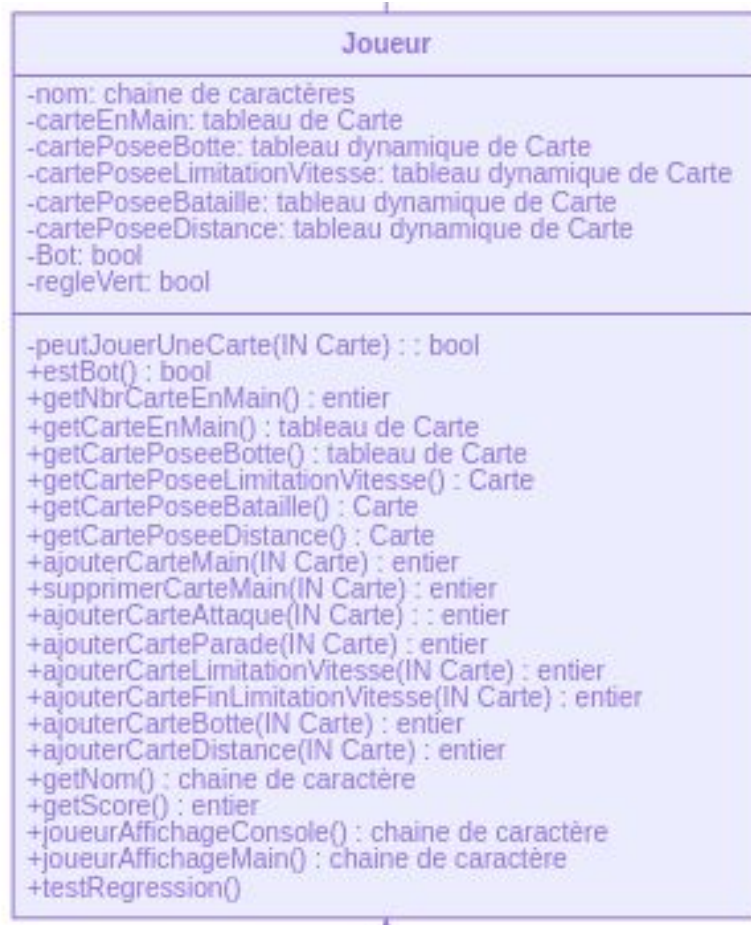 Joueur
-nom: chaine de caractères
-carteEnMain: tableau de Carte
-cartePoseeBotte: tableau dynamique de Carte
-cartePoseeLimitationVitesse: tableau dynamique de Carte
-cartePoseeBataille: tableau dynamique de Carte
-cartePoseeDistance: tableau dynamique de Carte
-Bot: bool
-regleVert: bool
-peutJouerUneCarte(IN Carte) : : bool
+estBot() : bool
+getNbrCarteEnMain() : entier
+getCarteEnMain() : tableau de Carte
+getCartePoseeBotte() : tableau de Carte
+getCartePoseeLimitationVitesse() : Carte
+getCartePoseeBataille() : Carte
+getCartePoseeDistance() : Carte
+ajouterCarteMain(IN Carte) : entier
+supprimerCarteMain(IN Carte) : entier
+ajouterCarteAttaque(IN Carte) : : entier
+ajouterCarteParade(IN Carte) : entier
+ajouterCarteLimitationVitesse(IN Carte) : entier
+ajouterCarteFinLimitationVitesse(IN Carte) : entier
+ajouterCarteBotte(IN Carte) : entier
+ajouterCarteDistance(IN Carte) : entier
+getNom() : chaine de caractère
+getScore() : entier
+joueurAffichageConsole() : chaine de caractère
+joueurAffichageMain() : chaine de caractère
+testRegression()